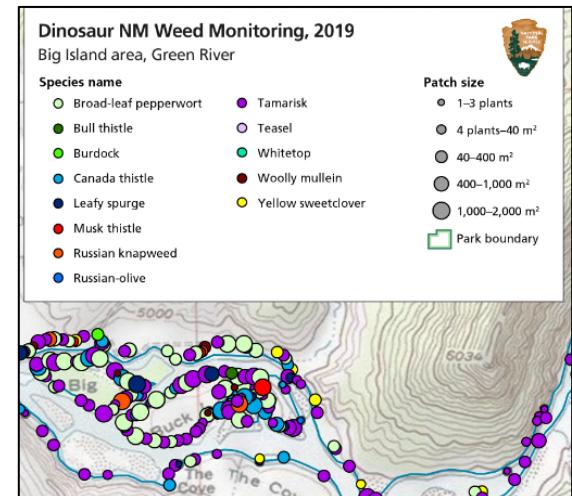 Dinosaur NM Weed Monitoring, 2019
Big Island area, Green River
Species name
Broad-leaf pepperwort
Bull thistle
Burdock
Canada thistle
Leafy spurge
Musk thistle
Russian knapweed
Russian-olive
Tamarisk
Teasel
Whitetop
Woolly mullein
Yellow sweetclover
Patch size
1–3 plants
4 plants–40 m²
40–400 m²
400–1,000 m²
1,000–2,000 m²
Park boundary
5000
5034
Big
Buck
The
Cove
The Cov